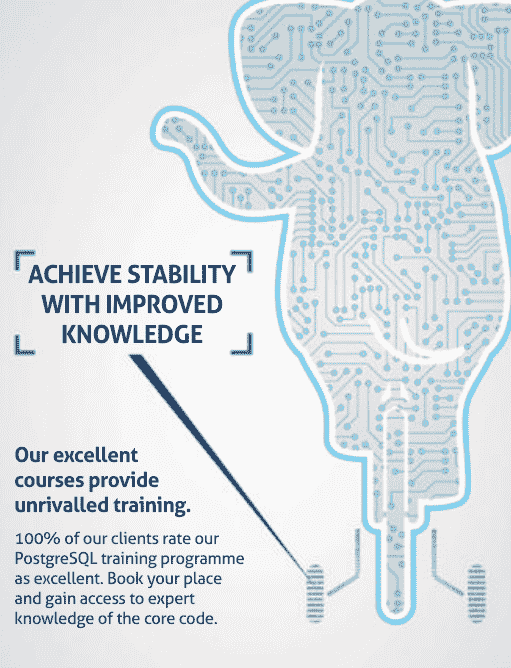 ACHIEVE STABILITY
WITH IMPROVED
KNOWLEDGE
Our excellent
courses provide
unrivalled training.
100% of our clients rate our
PostgreSQL training programme
as excellent. Book your place
and gain access to expert
knowledge of the core code.